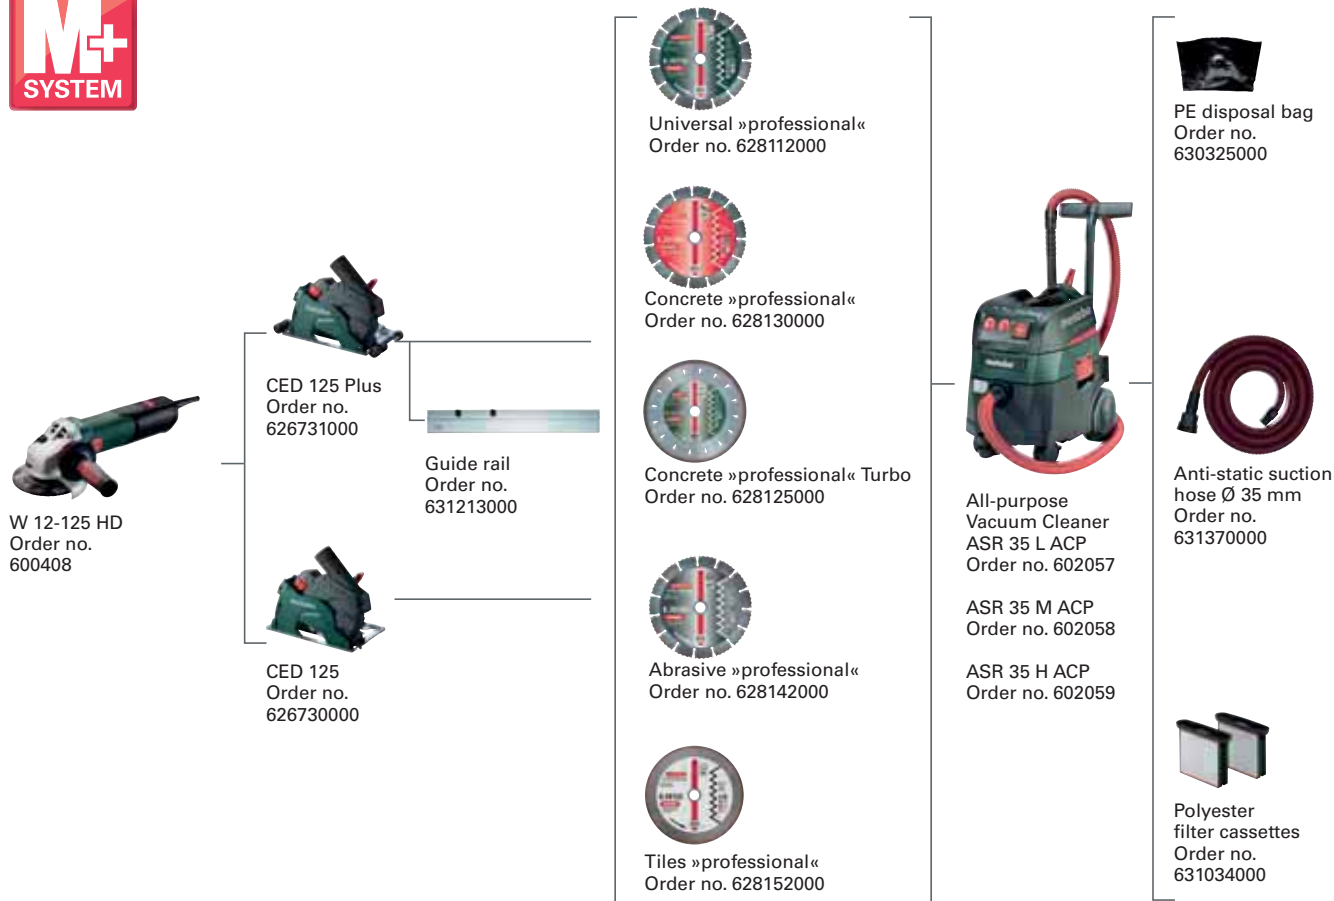 M+
SYSTEM
W 12-125 HD
Order no.
600408
CED 125 Plus
Order no.
626731000
Guide rail
Order no.
631213000
CED 125
Order no.
626730000
Universal »professional«
Order no. 628112000
Concrete »professional«
Order no. 628130000
Concrete »professional« Turbo
Order no. 628125000
Abrasive »professional«
Order no. 628142000
Tiles »professional«
Order no. 628152000
All-purpose
Vacuum Cleaner
ASR 35 L ACP
Order no. 602057
ASR 35 M ACP
Order no. 602058
ASR 35 H ACP
Order no. 602059
PE disposal bag
Order no.
630325000
Anti-static suction
hose Ø 35 mm
Order no.
631370000
Polyester
filter cassettes
Order no.
631034000